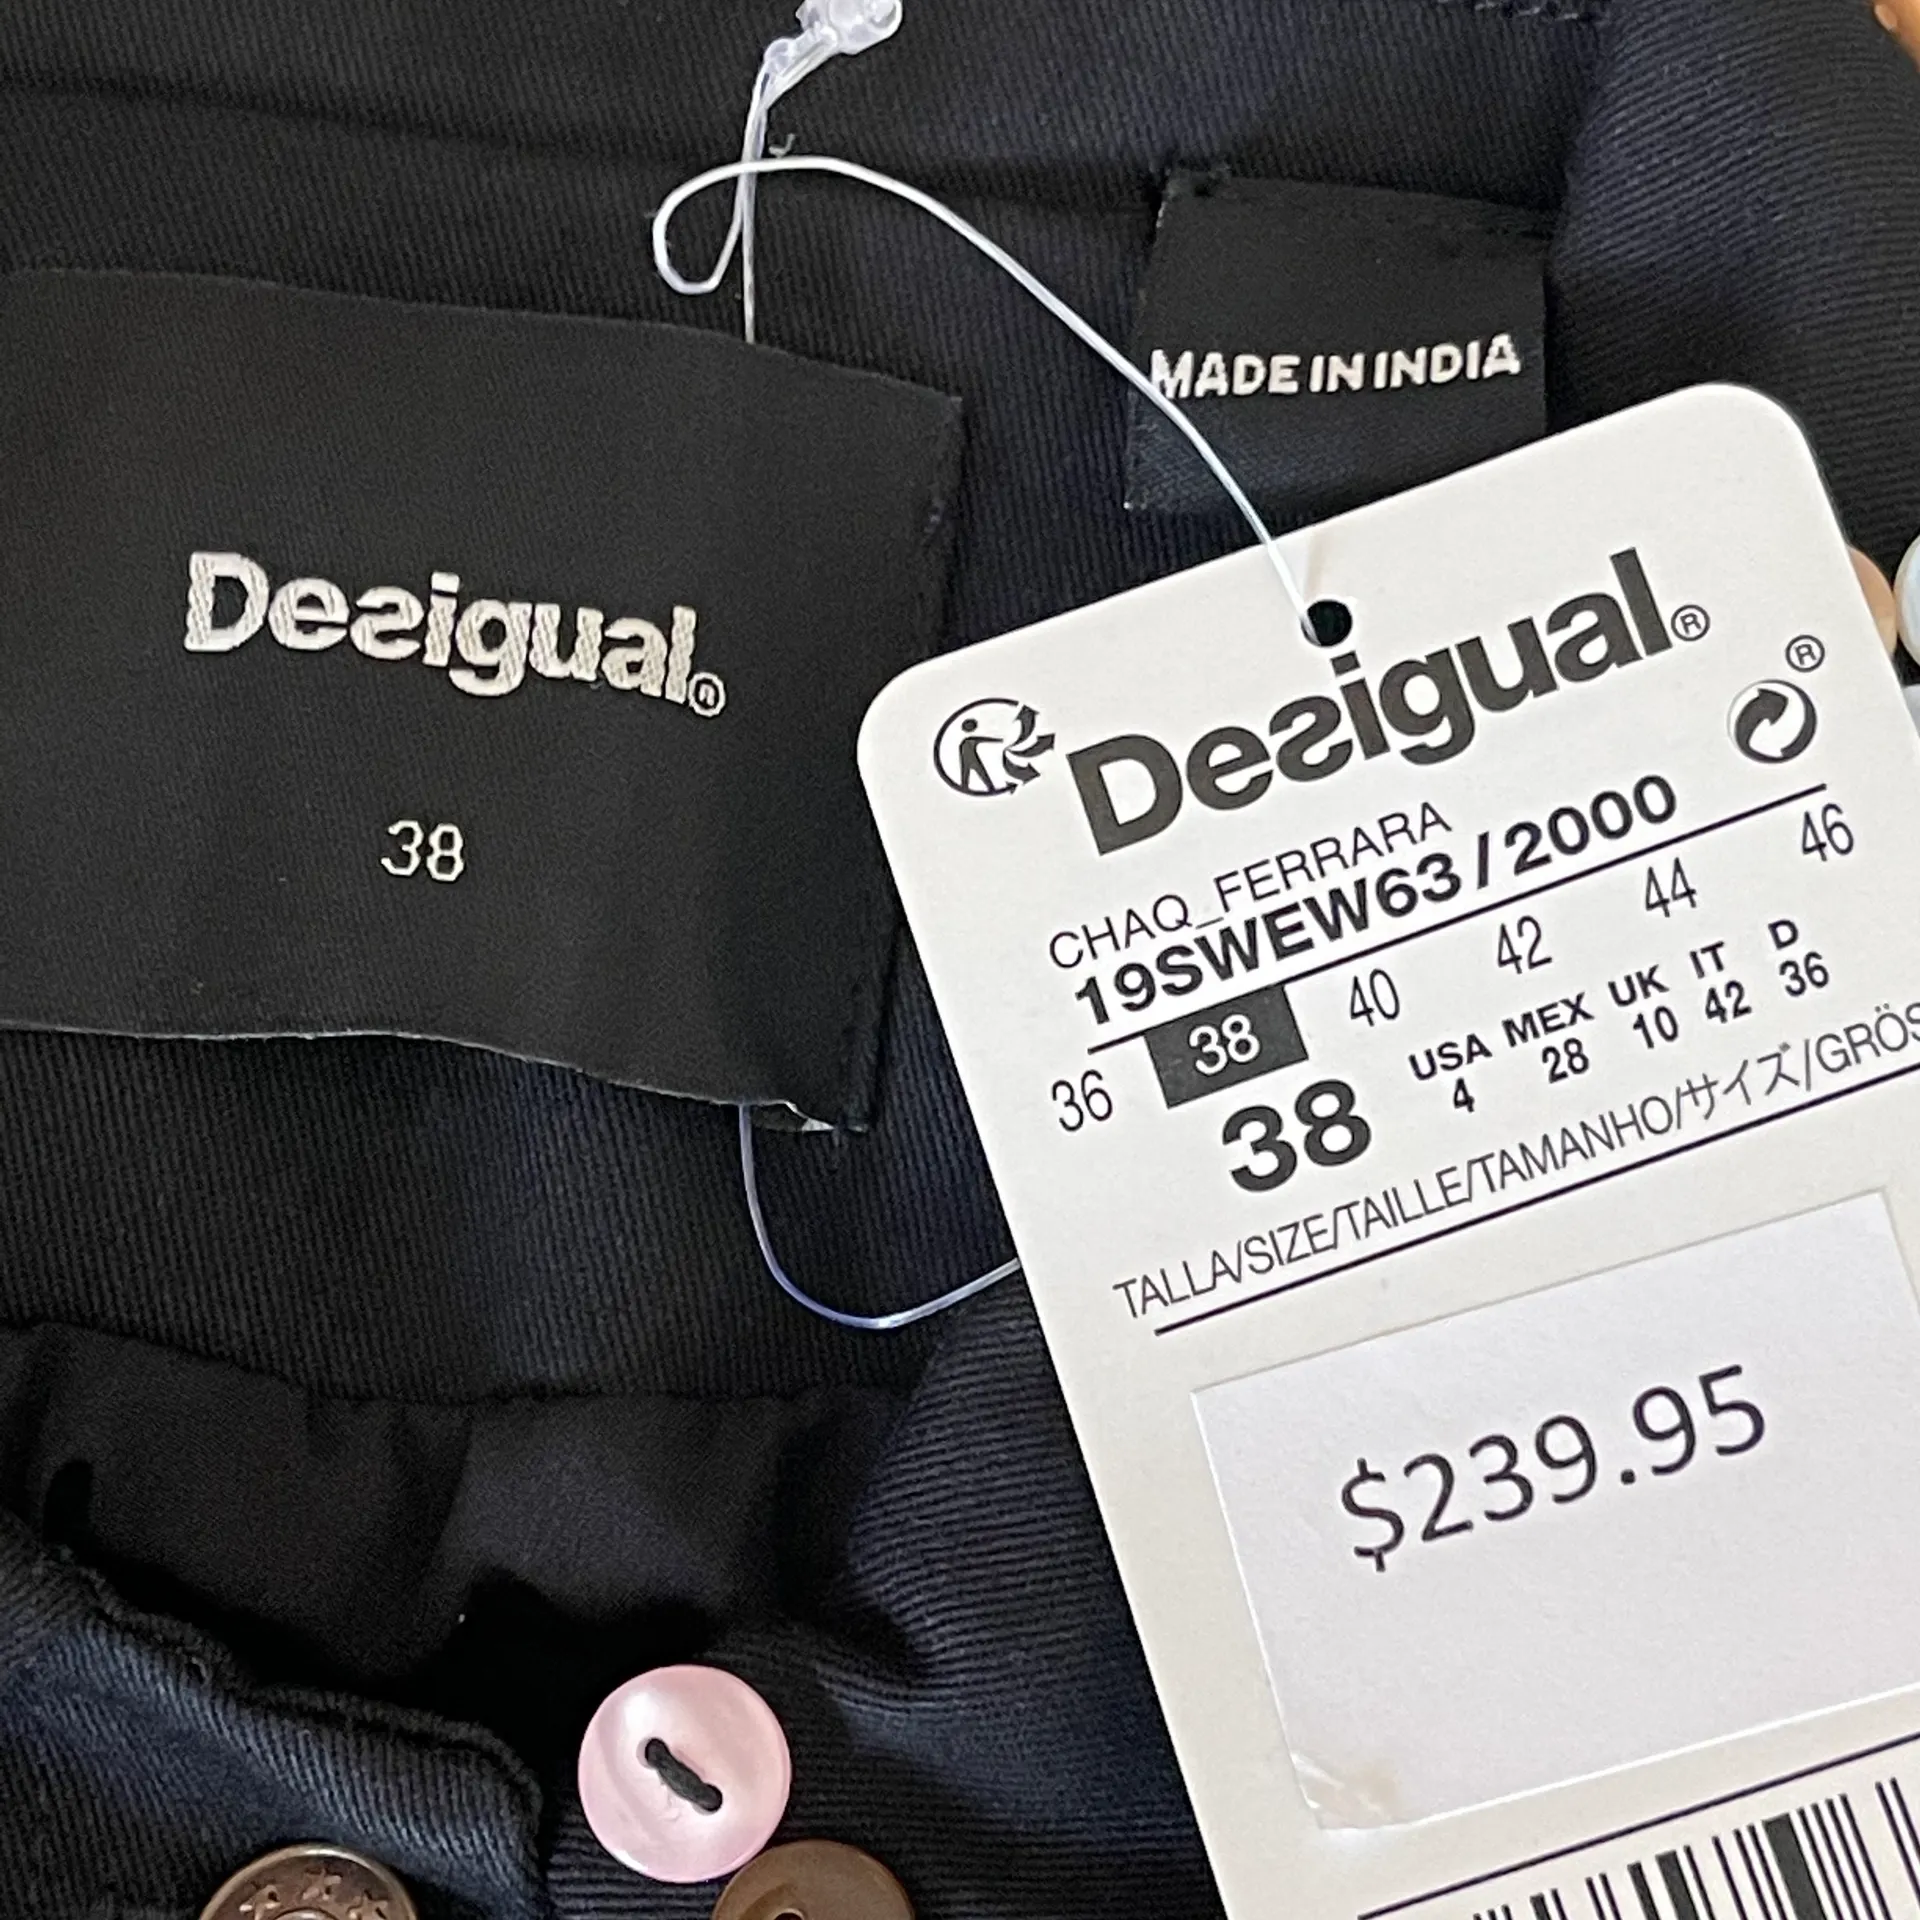 MADE IN INDIA
Desigual®
38
Desigual®
®
CHAQ_FERRARA
19SWEW63/2000
36 38 40 42 44 46
38
USA MEX UK IT D
4 28 10 42 36
TALLA/SIZE/TAILLE/TAMANHO/サイズ/GRÖS
$239.95